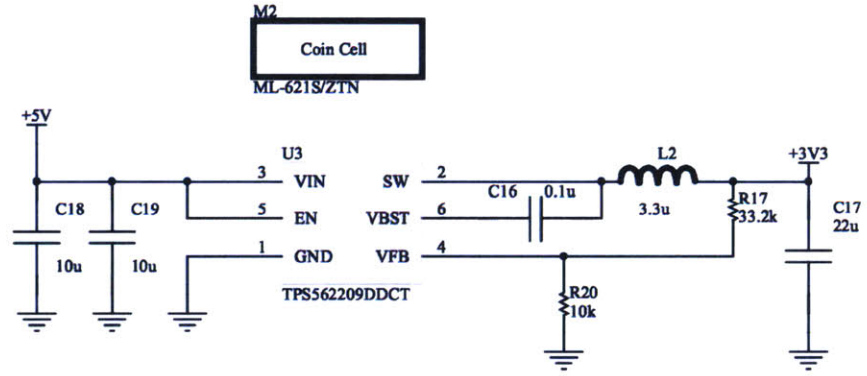 M2
Coin Cell
ML-621S/ZTN
+5V
U3
L2
+3V3
3 VIN SW 2
C16 0.1u
R17
33.2k
C18 C19
5 EN VBST 6
3.3u
C17
22u
10u 10u
1 GND VFB 4
TPS562209DDCT
R20
10k